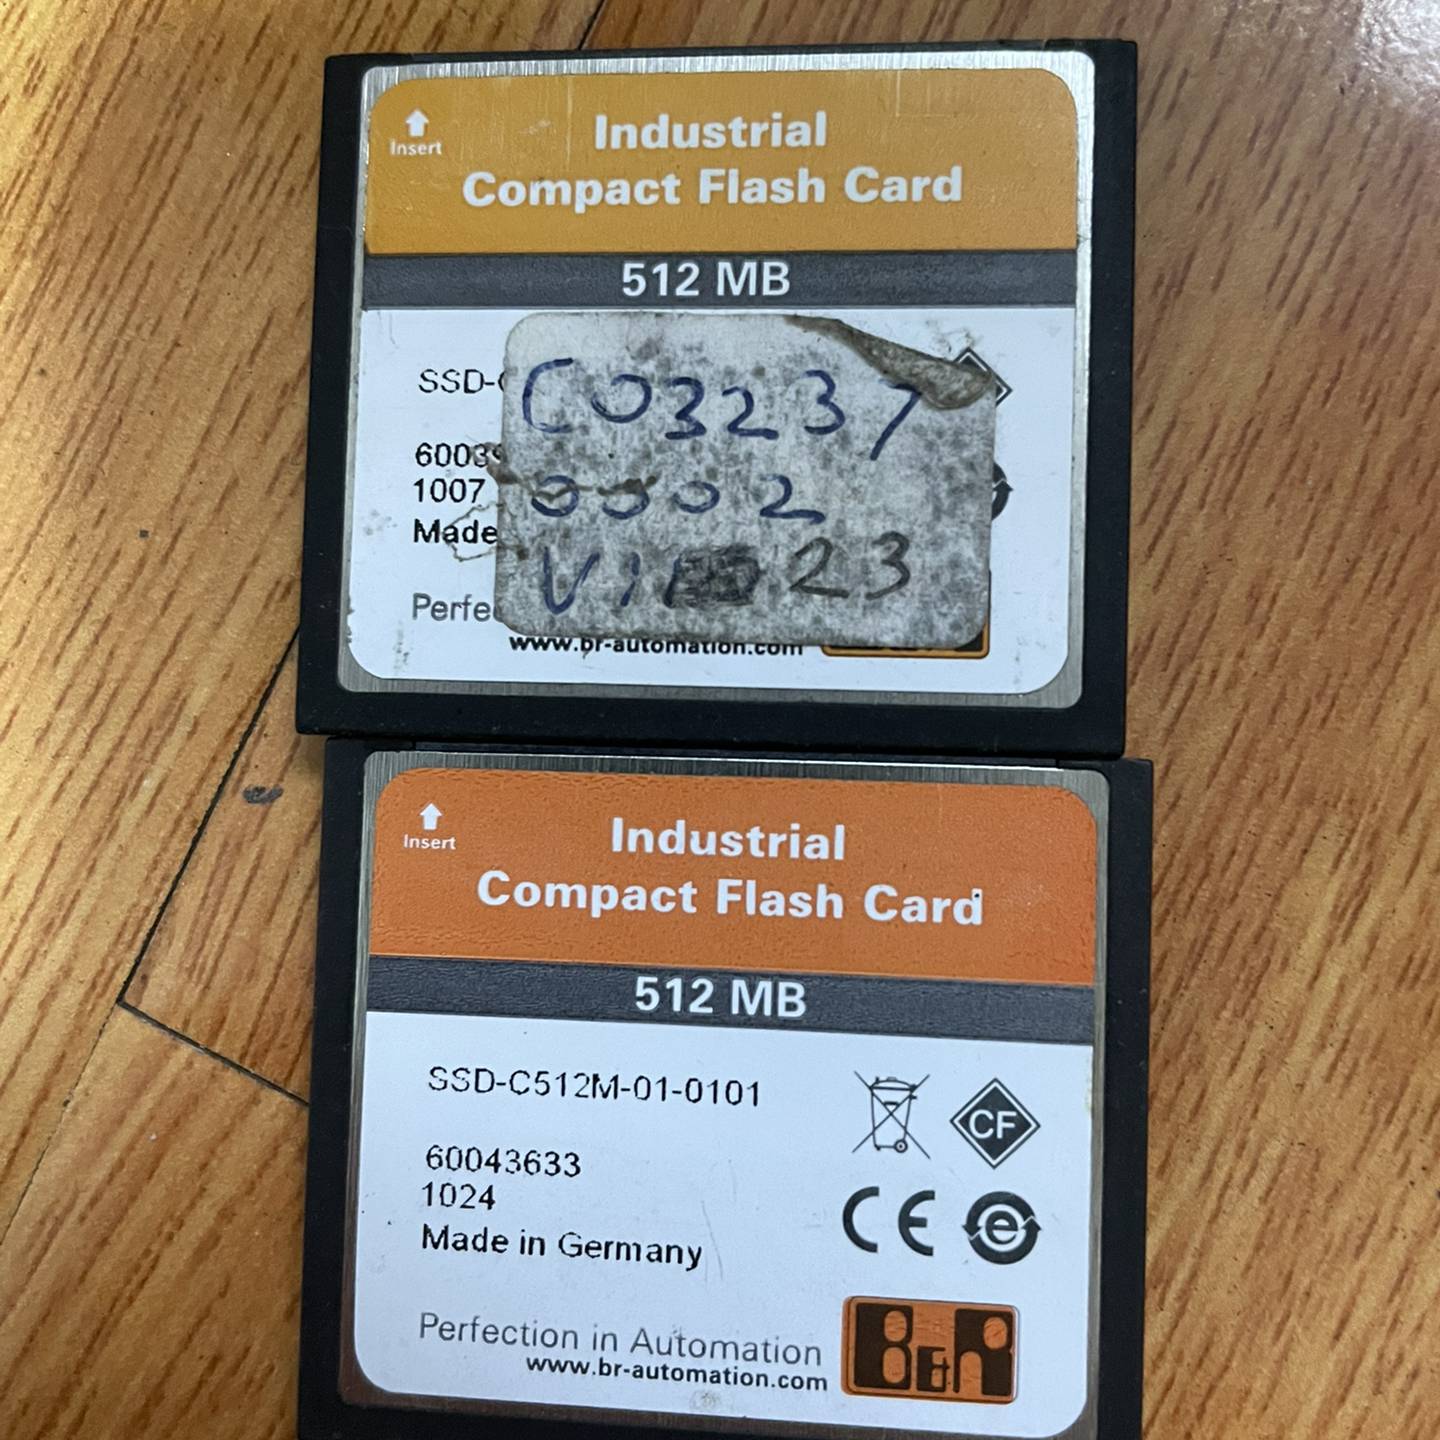 Insert
Industrial
Compact Flash Card
512 MB
SSD-
C03237
6003
0002
1007
Made
23
Perfe
www.br-automation.com
Insert
Industrial
Compact Flash Card
512 MB
SSD-C512M-01-0101
CF
60043633
1024
Made in Germany
CE
e
Perfection in Automation
www.br-automation.com
B&R